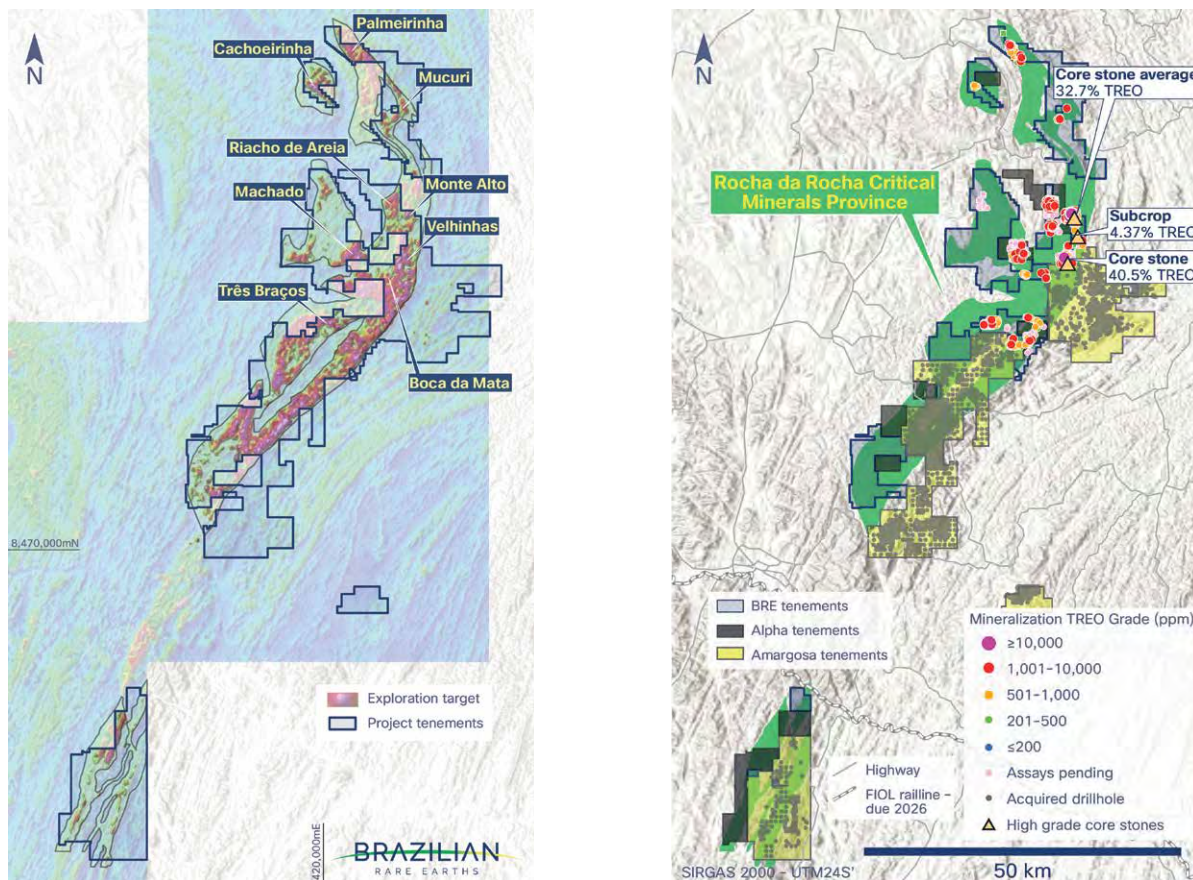 Palmeirinha
Cachoeirinha
N
Mucuri
Riacho de Areia
Machado
Monte Alto
Velhinhas
Três Braços
Boca da Mata
8,470,000mN
Exploration target
Project tenements
420,000mE
BRAZILIAN
RARE EARTHS
N
Core stone average
32.7% TREO
Rocha da Rocha Critical
Minerals Province
Subcrop
4.37% TREO
Core stone
40.5% TREO
BRE tenements
Alpha tenements
Amargosa tenements
Mineralization TREO Grade (ppm)
≥10,000
1,001–10,000
501–1,000
201–500
≤200
Assays pending
Acquired drillhole
High grade core stones
Highway
FIOL railline –
due 2026
SIRGAS 2000 - UTM24S'
50 km